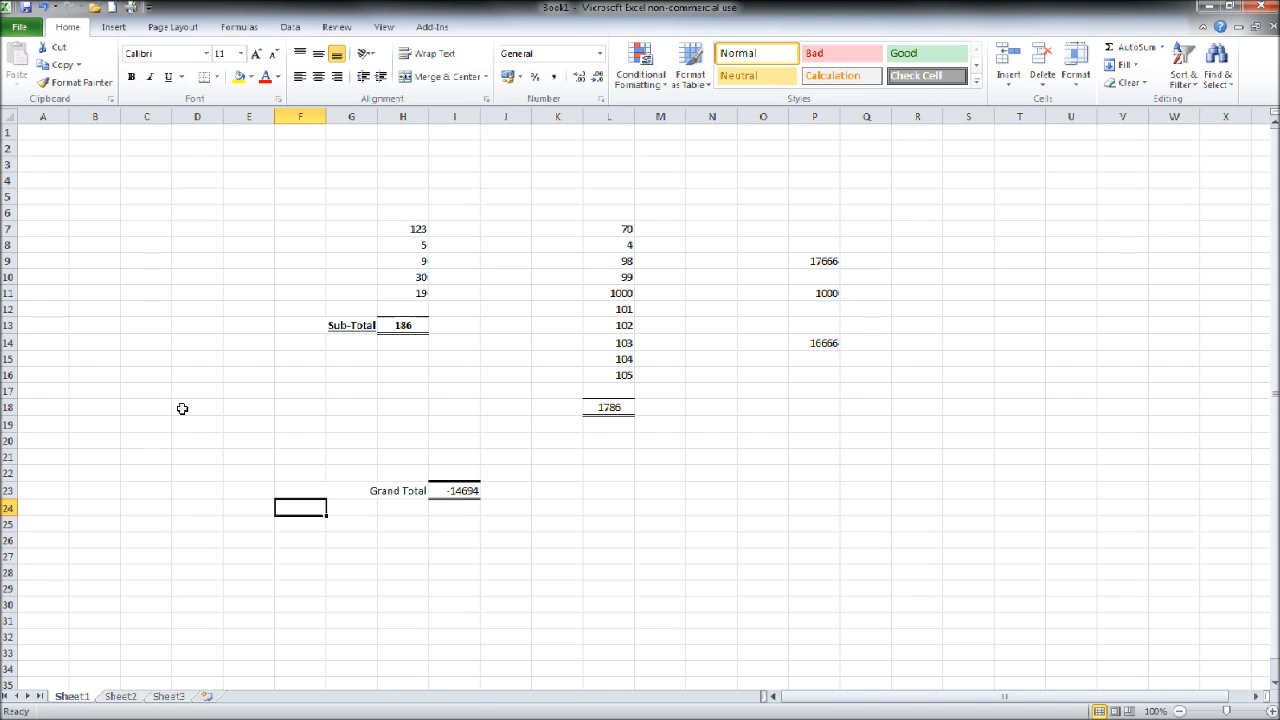 Book1 - Microsoft Excel non-commercial use
File Home Insert Page Layout Formulas Data Review View Add-Ins
Cut Calibri 11 Wrap Text General Normal Bad Good AutoSum
Paste Copy Conditional Formatting Format as Table Insert Delete Format Fill Sort & Filter Find & Select
Format Painter B I U Merge & Center % , Neutral Calculation Check Cell Clear
Clipboard Font Alignment Number Styles Cells Editing
A B C D E F G H I J K L M N O P Q R S T U V W X
1
2
3
4
5
6
7 123 70
8 5 4
9 9 98 17666
10 30 99
11 19 1000 1000
12 101
13 Sub-Total 186 102
14 103 16666
15 104
16 105
17
18 1786
19
20
21
22
23 Grand Total -14694
24
25
26
27
28
29
30
31
32
33
34
35
Sheet1 Sheet2 Sheet3
Ready 100%